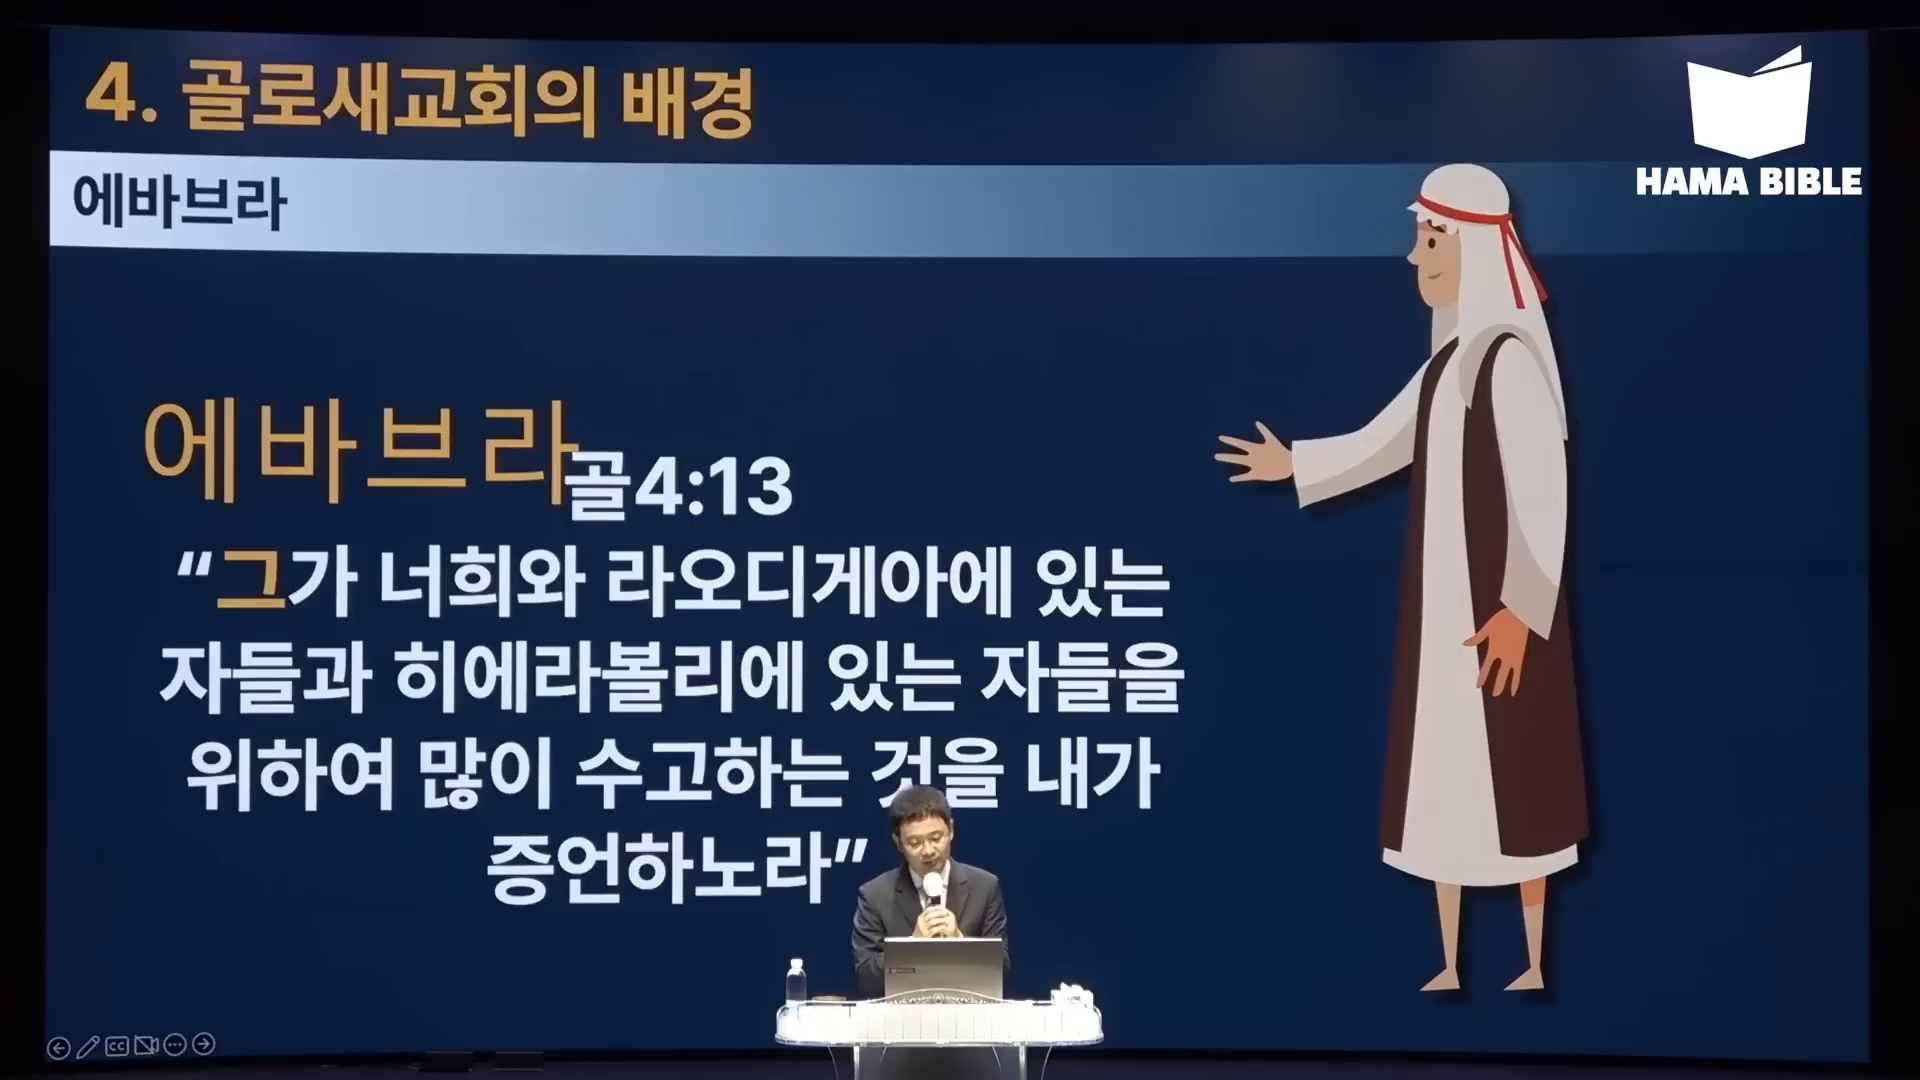 4. 골로새교회의 배경
HAMA BIBLE
에바브라
에바브라
골4:13
“그가 너희와 라오디게아에 있는
자들과 히에라볼리에 있는 자들을
위하여 많이 수고하는 것을 내가
증언하노라”
CC